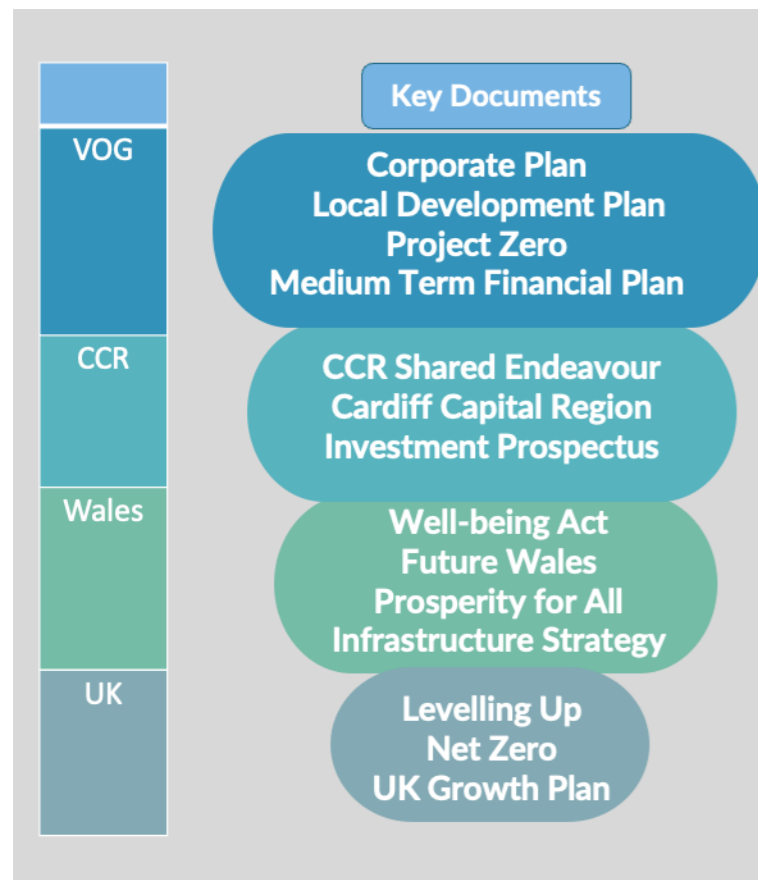 Key Documents
VOG
Corporate Plan
Local Development Plan
Project Zero
Medium Term Financial Plan
CCR
CCR Shared Endeavour
Cardiff Capital Region
Investment Prospectus
Wales
Well-being Act
Future Wales
Prosperity for All
Infrastructure Strategy
UK
Levelling Up
Net Zero
UK Growth Plan